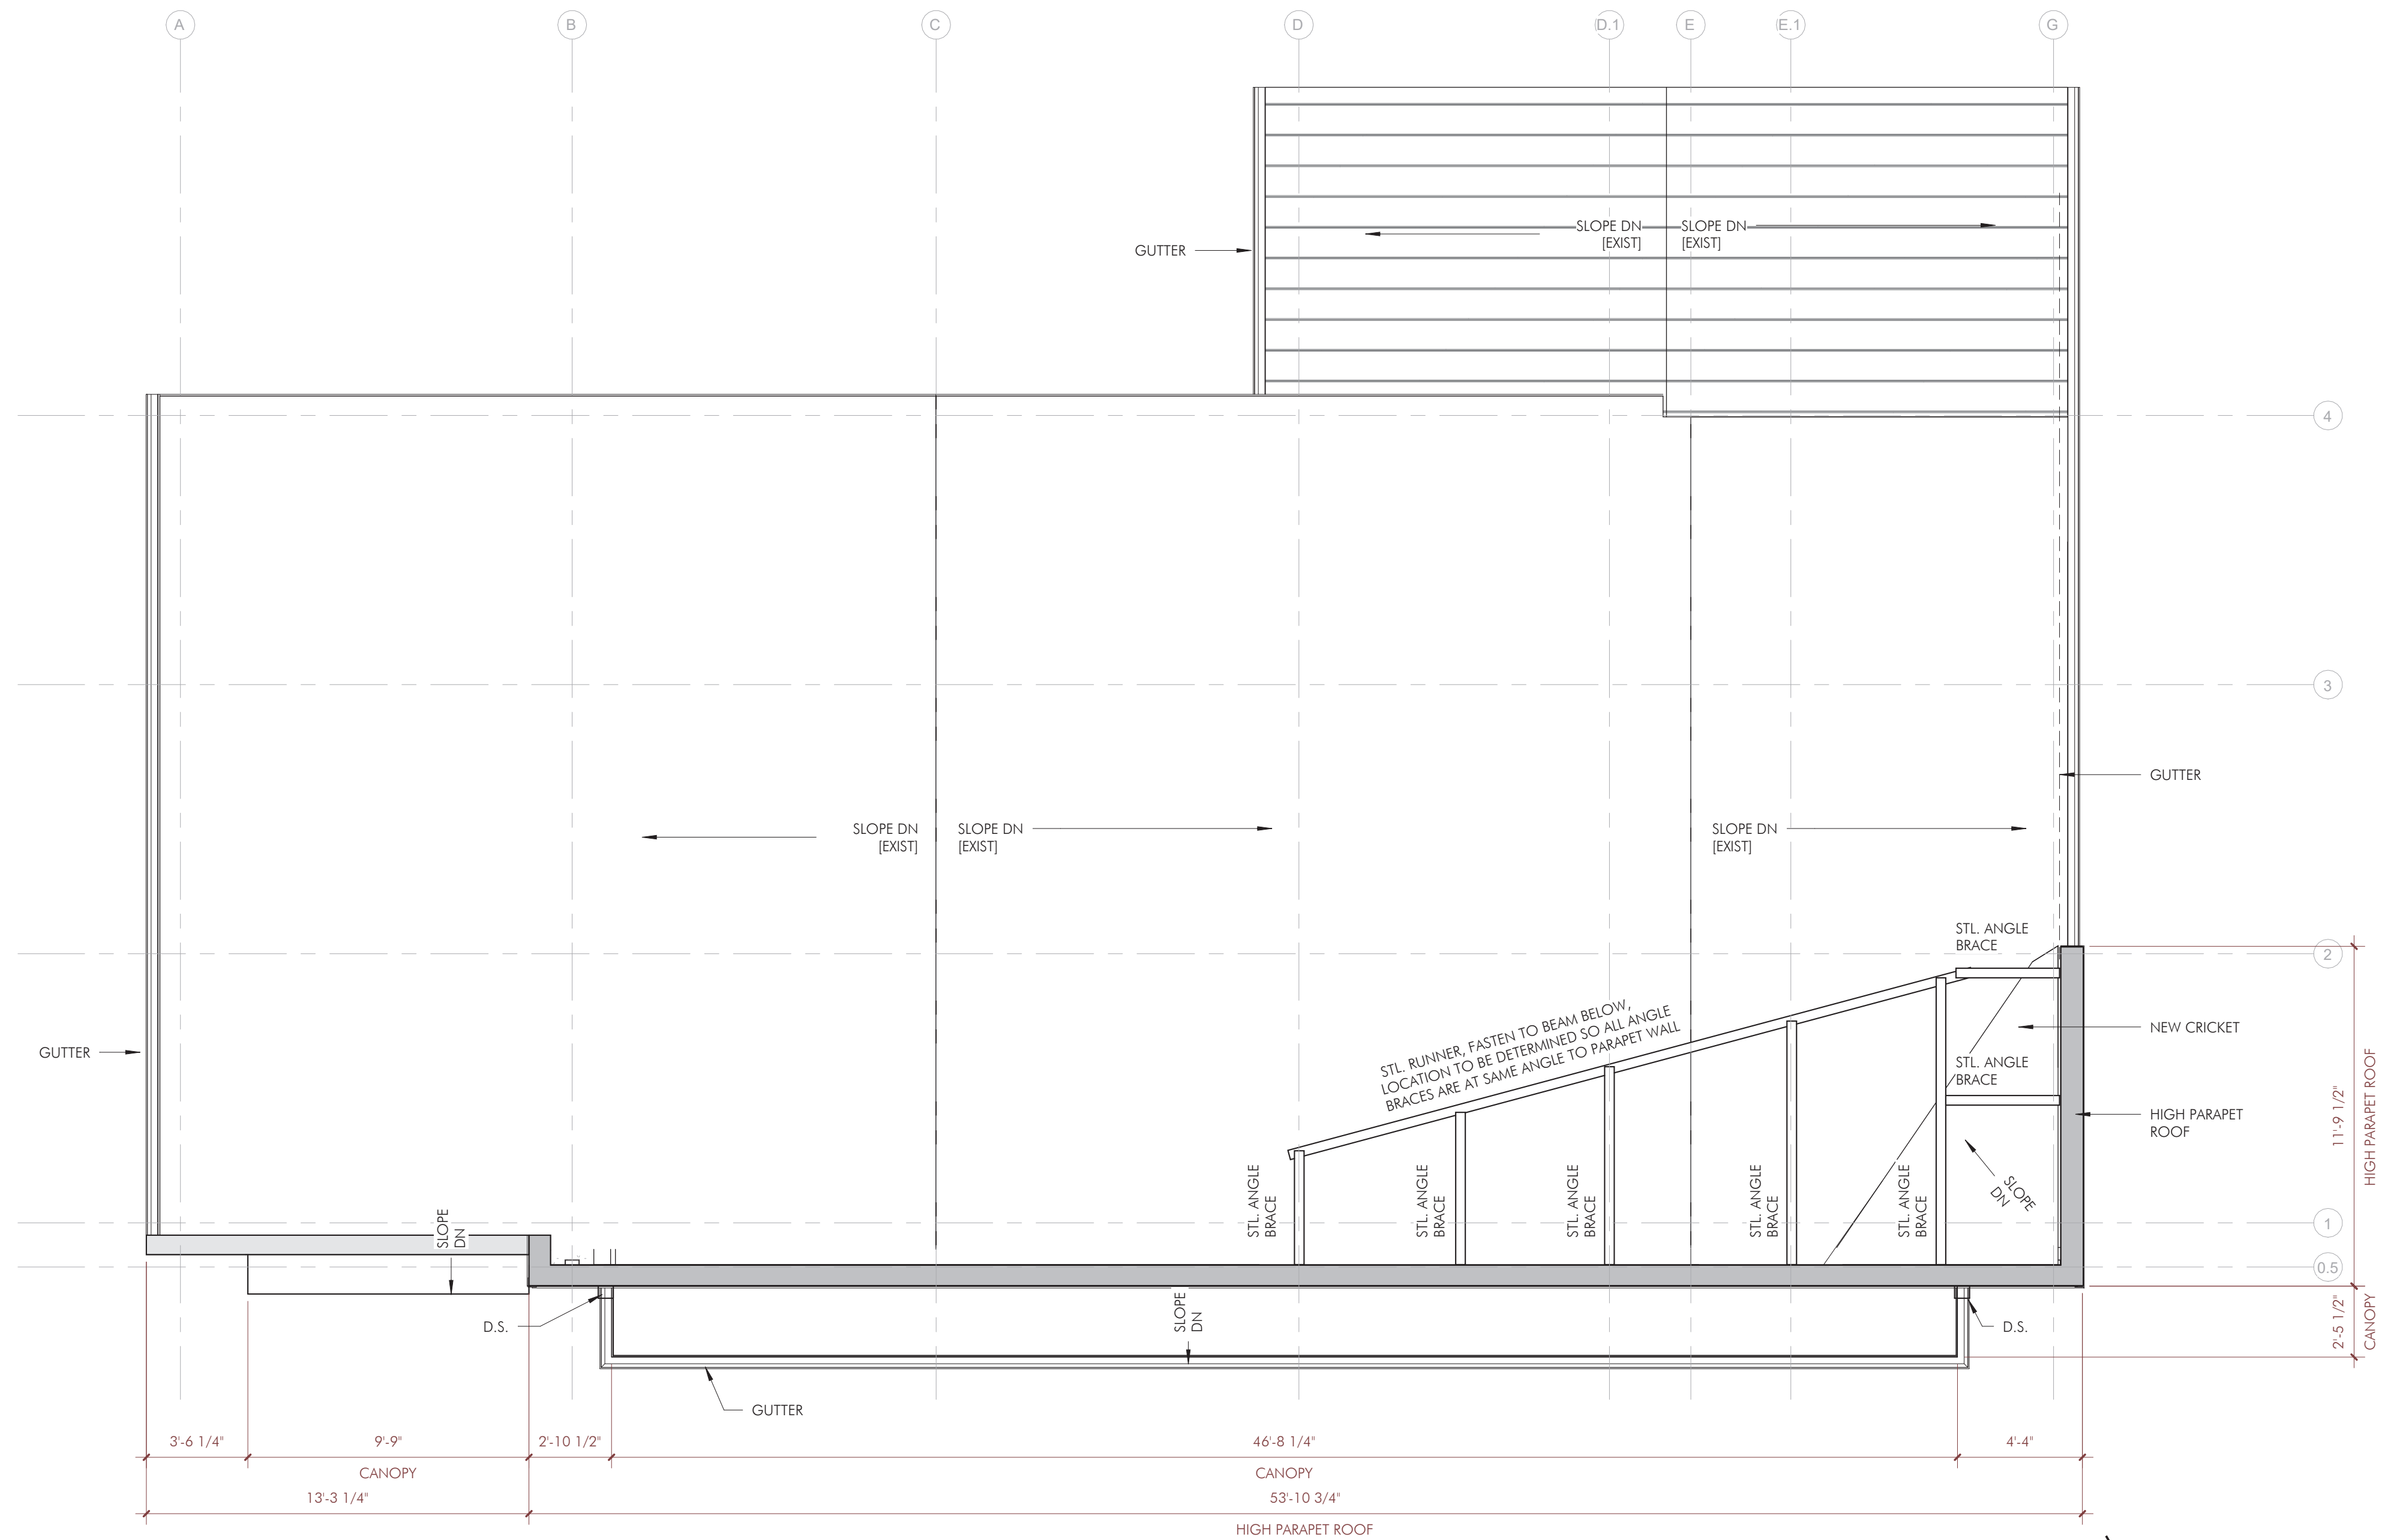 A
B
C
D
D.1
E
E.1
G
SLOPE DN
[EXIST]
SLOPE DN
[EXIST]
GUTTER
4
3
GUTTER
SLOPE DN
[EXIST]
SLOPE DN
[EXIST]
SLOPE DN
[EXIST]
STL. ANGLE
BRACE
2
STL. RUNNER, FASTEN TO BEAM BELOW,
LOCATION TO BE DETERMINED SO ALL ANGLE
BRACES ARE AT SAME ANGLE TO PARAPET WALL
NEW CRICKET
GUTTER
STL. ANGLE
BRACE
HIGH PARAPET
ROOF
11'-9 1/2"
HIGH PARAPET ROOF
STL. ANGLE
BRACE
STL. ANGLE
BRACE
STL. ANGLE
BRACE
STL. ANGLE
BRACE
STL. ANGLE
BRACE
SLOPE
DN
SLOPE
DN
1
0.5
D.S.
SLOPE
DN
D.S.
2'-5 1/2"
CANOPY
GUTTER
3'-6 1/4"
9'-9"
2'-10 1/2"
46'-8 1/4"
4'-4"
CANOPY
CANOPY
13'-3 1/4"
53'-10 3/4"
HIGH PARAPET ROOF